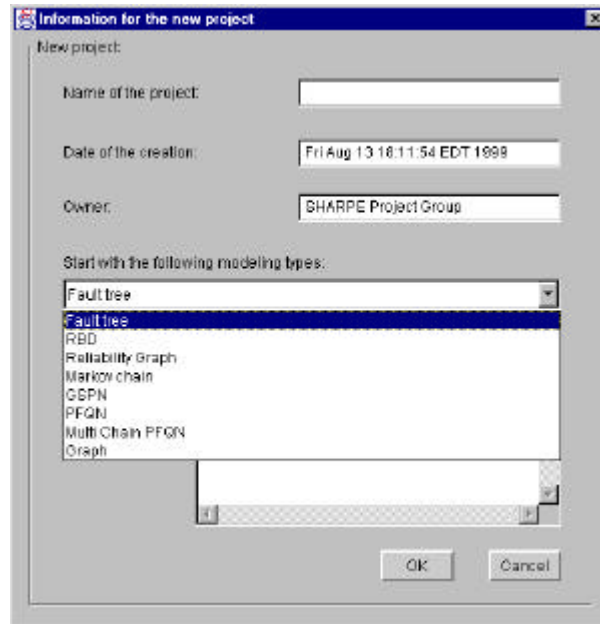 Information for the new project
New project:
Name of the project:
Date of the creation:
Fri Aug 13 18:11:54 EDT 1999
Owner:
SHARPE Project Group
Start with the following modeling types:
Fault tree
Fault tree
RBD
Reliability Graph
Markov chain
GSPN
PFQN
Multi Chain PFQN
Graph
OK
Cancel